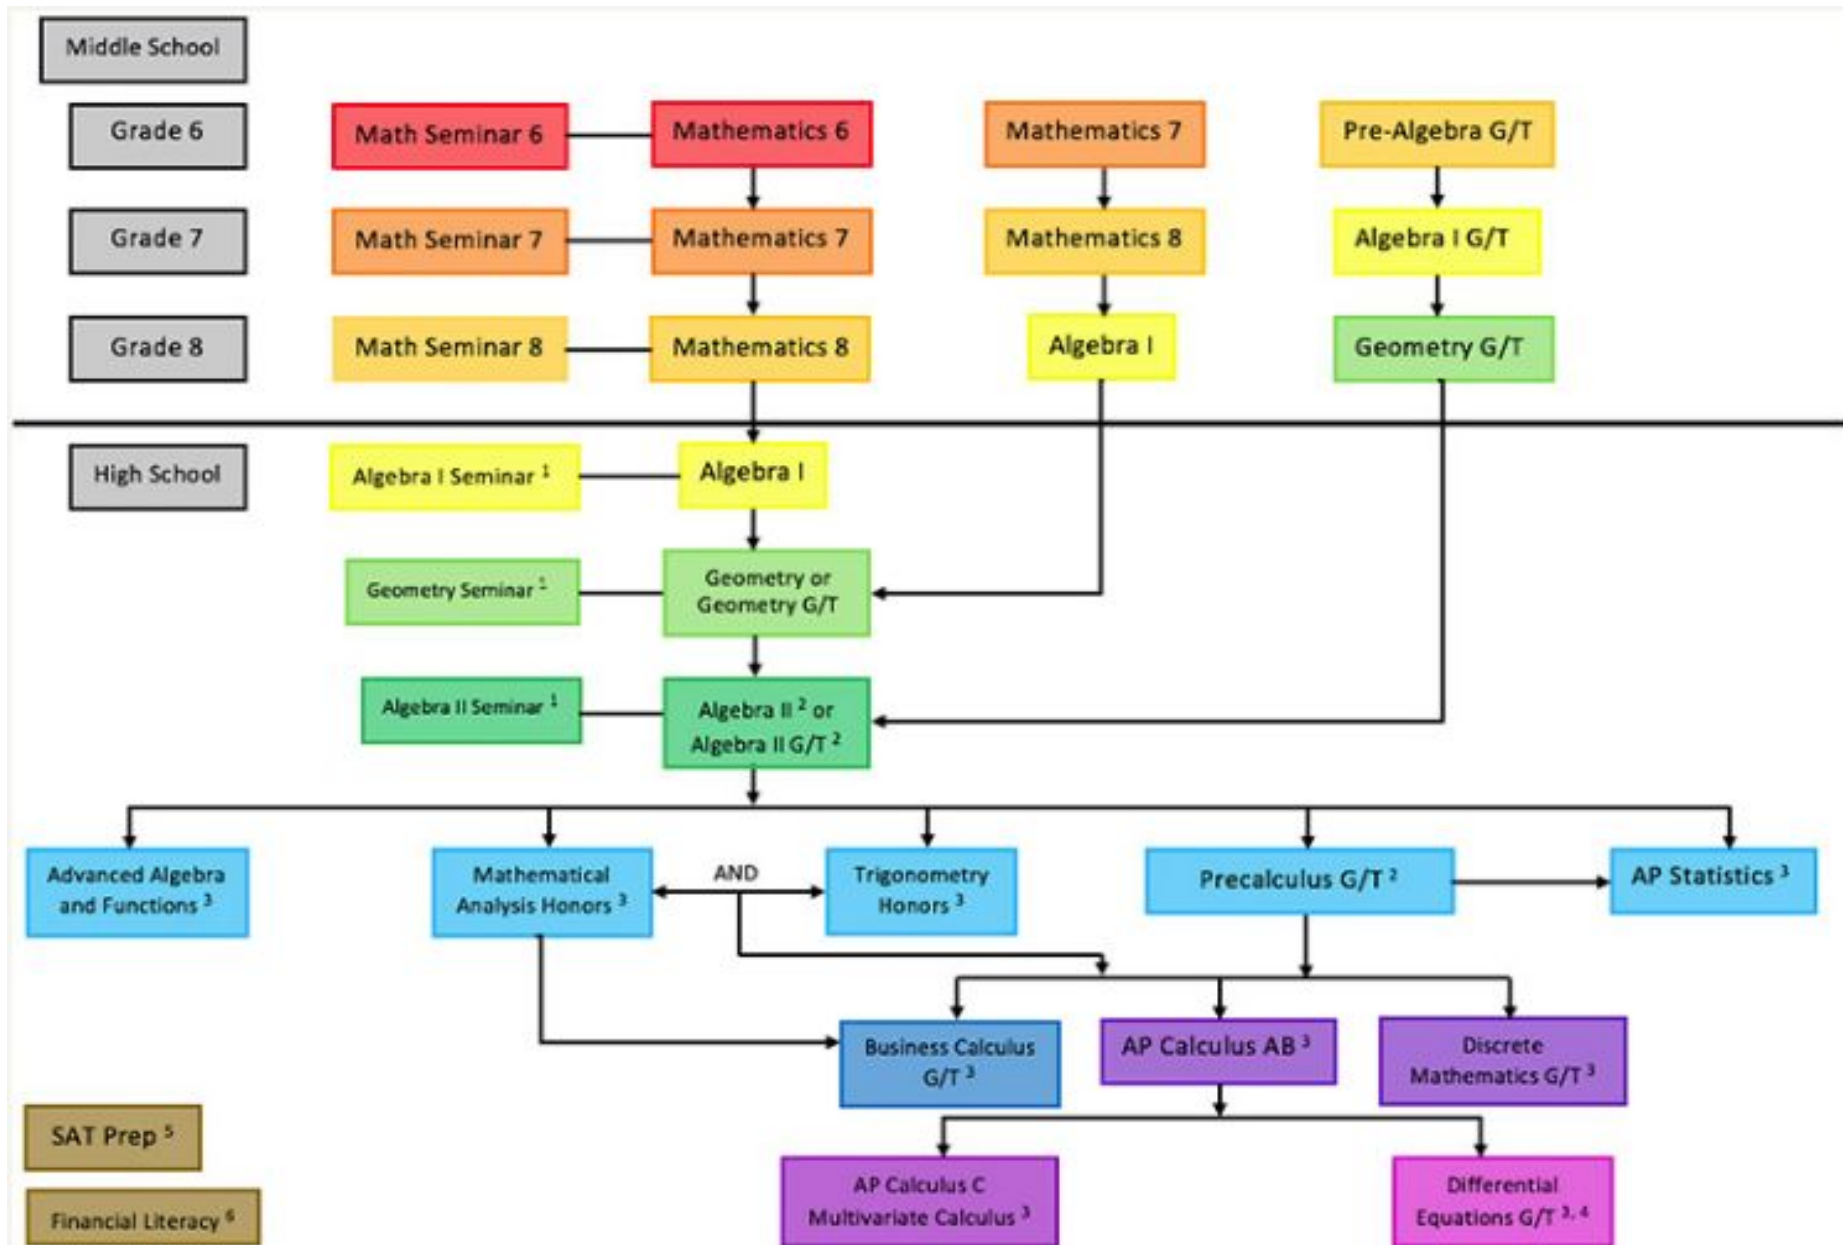 Middle School
Grade 6
Math Seminar 6
Mathematics 6
Mathematics 7
Pre-Algebra G/T
Grade 7
Math Seminar 7
Mathematics 7
Mathematics 8
Algebra I G/T
Grade 8
Math Seminar 8
Mathematics 8
Algebra I
Geometry G/T
High School
Algebra I Seminar ¹
Algebra I
Geometry Seminar ¹
Geometry or
Geometry G/T
Algebra II Seminar ¹
Algebra II ² or
Algebra II G/T ²
Advanced Algebra
and Functions ³
Mathematical
Analysis Honors ³
AND
Trigonometry
Honors ³
Precalculus G/T ²
AP Statistics ³
Business Calculus
G/T ³
AP Calculus AB ³
Discrete
Mathematics G/T ³
SAT Prep ⁵
AP Calculus C
Multivariate Calculus ³
Differential
Equations G/T ³˒ ⁴
Financial Literacy ⁶